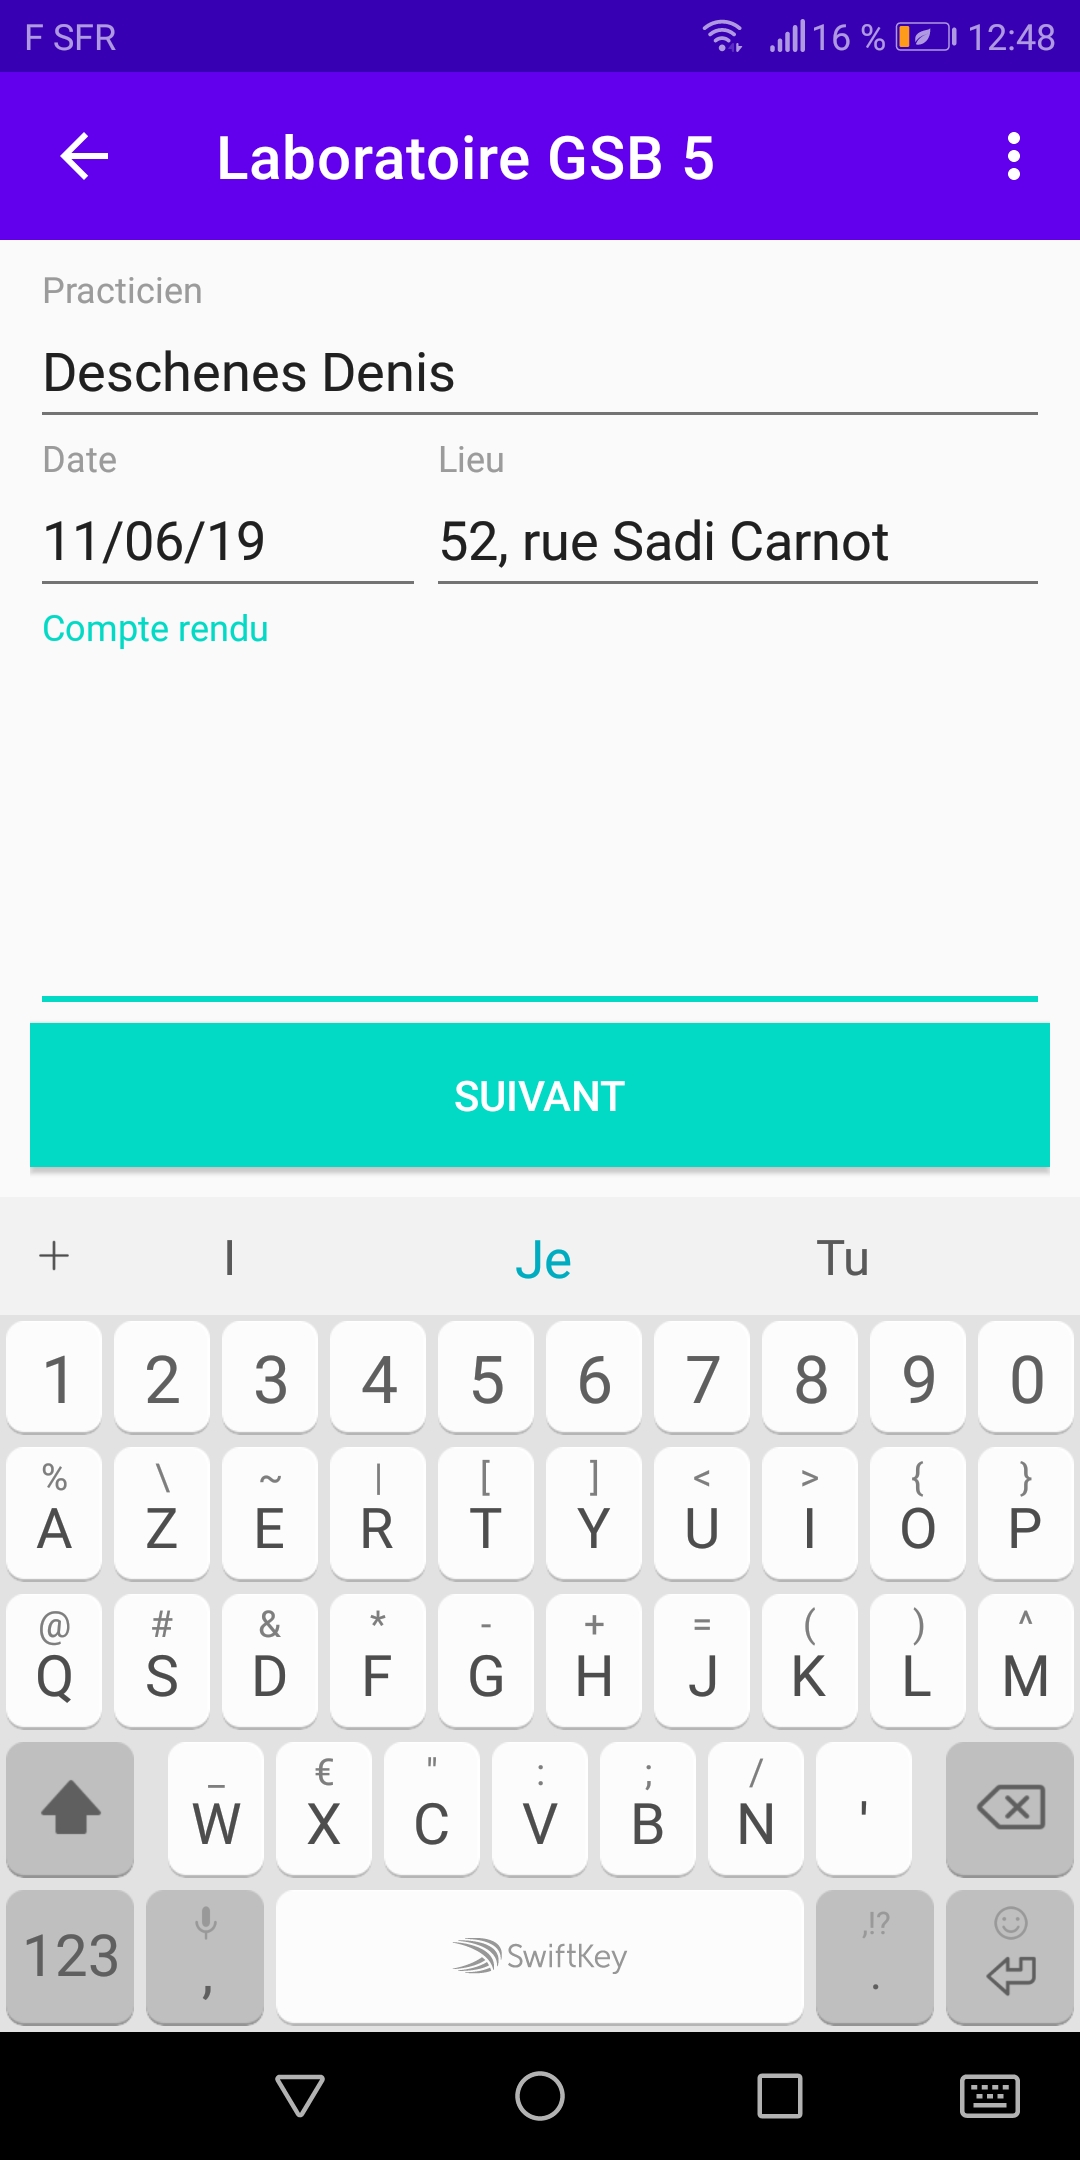 F SFR 16 % 12:48
Laboratoire GSB 5
Practicien
Deschenes Denis
Date Lieu
11/06/19 52, rue Sadi Carnot
Compte rendu
SUIVANT
+ I Je Tu
1 2 3 4 5 6 7 8 9 0
% \ ~ | [ ] < > { }
A Z E R T Y U I O P
@ # & * - + = ( ) ^
Q S D F G H J K L M
_ € " : ; /
W X C V B N '
,!?
123 , SwiftKey .